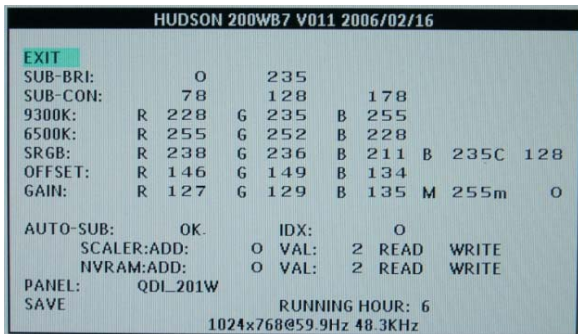 HUDSON 200WB7 V011 2006/02/16
EXIT
SUB-BRI: 0 235
SUB-CON: 78 128 178
9300K: R 228 G 235 B 255
6500K: R 255 G 252 B 228
SRGB: R 238 G 236 B 211 B 235C 128
OFFSET: R 146 G 149 B 134
GAIN: R 127 G 129 B 135 M 255m 0
AUTO-SUB: OK. IDX: 0
SCALER:ADD: 0 VAL: 2 READ WRITE
NVRAM:ADD: 0 VAL: 2 READ WRITE
PANEL: QDI_201W
SAVE RUNNING HOUR: 6
1024x768@59.9Hz 48.3KHz